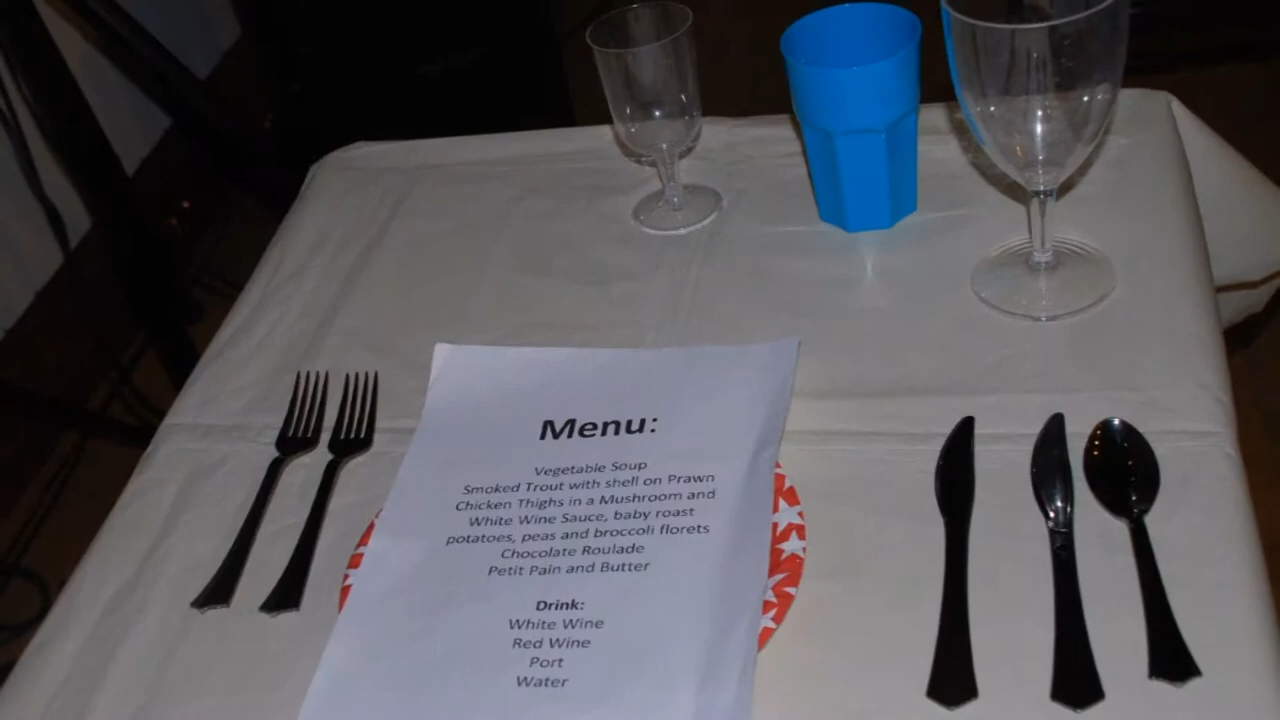 Menu:
Vegetable Soup
Smoked Trout with shell on Prawn
Chicken Thighs in a Mushroom and
White Wine Sauce, baby roast
potatoes, peas and broccoli florets
Chocolate Roulade
Petit Pain and Butter
Drink:
White Wine
Red Wine
Port
Water